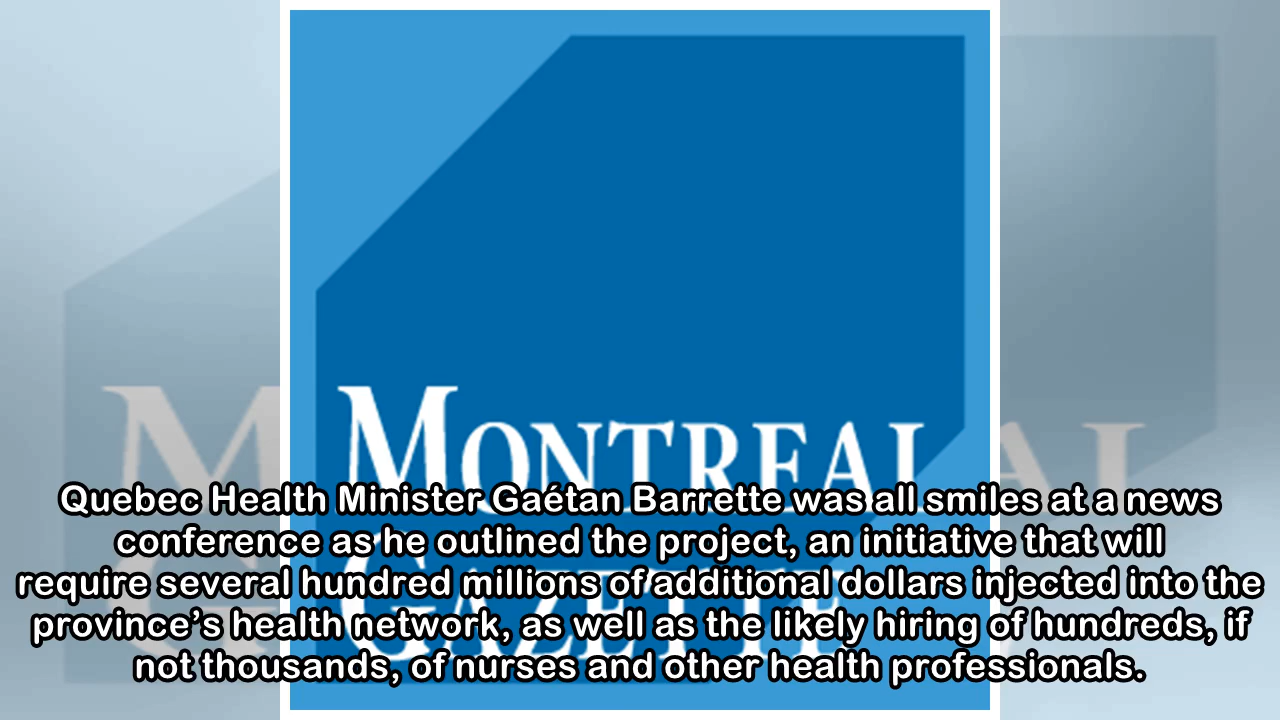 MONTREAL
GAZETTE
Quebec Health Minister Gaétan Barrette was all smiles at a news
conference as he outlined the project, an initiative that will
require several hundred millions of additional dollars injected into the
province’s health network, as well as the likely hiring of hundreds, if
not thousands, of nurses and other health professionals.